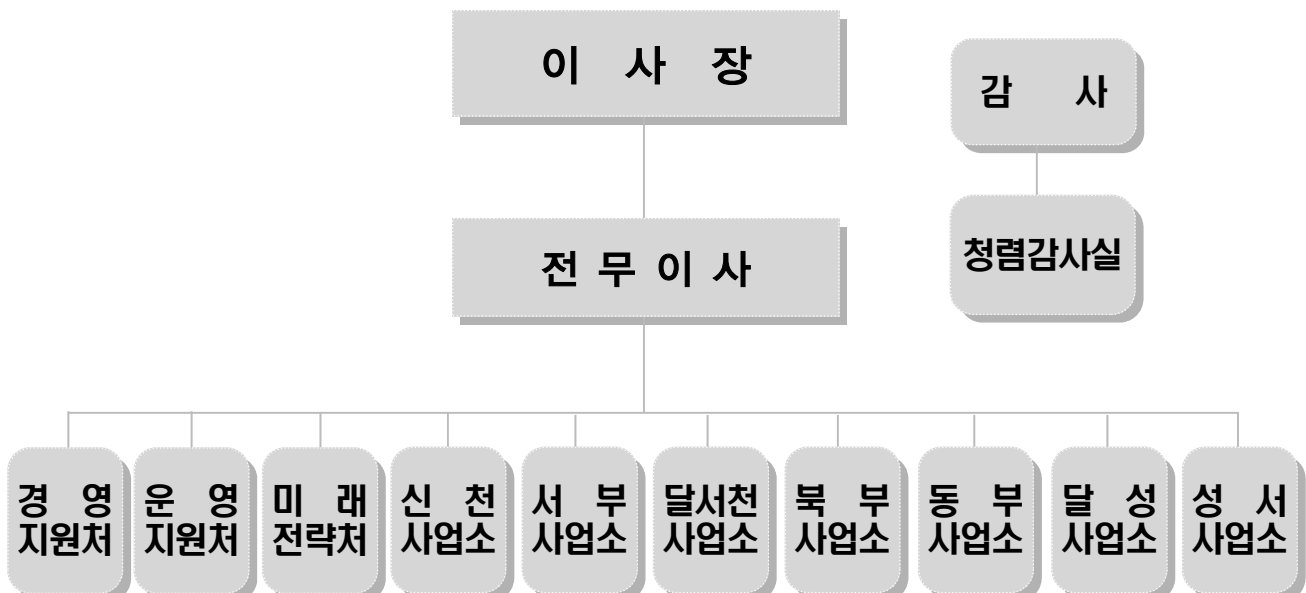 이 사 장
감 사
전 무 이 사
청렴감사실
경 영
지원처
운 영
지원처
미 래
전략처
신 천
사업소
서 부
사업소
달서천
사업소
북 부
사업소
동 부
사업소
달 성
사업소
성 서
사업소